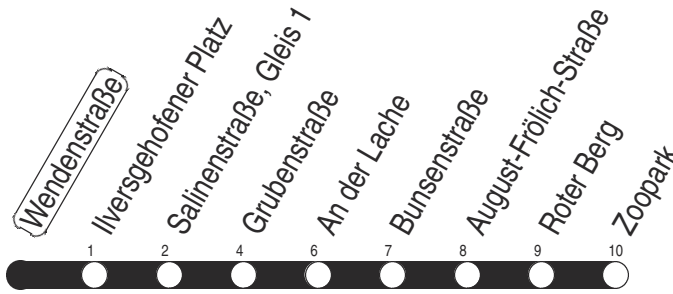 Wendenstraße
Ilversgehofener Platz
Salinenstraße, Gleis 1
Grubenstraße
An der Lache
Bunsenstraße
August-Frölich-Straße
Roter Berg
Zoopark
1
2
4
6
7
8
9
10